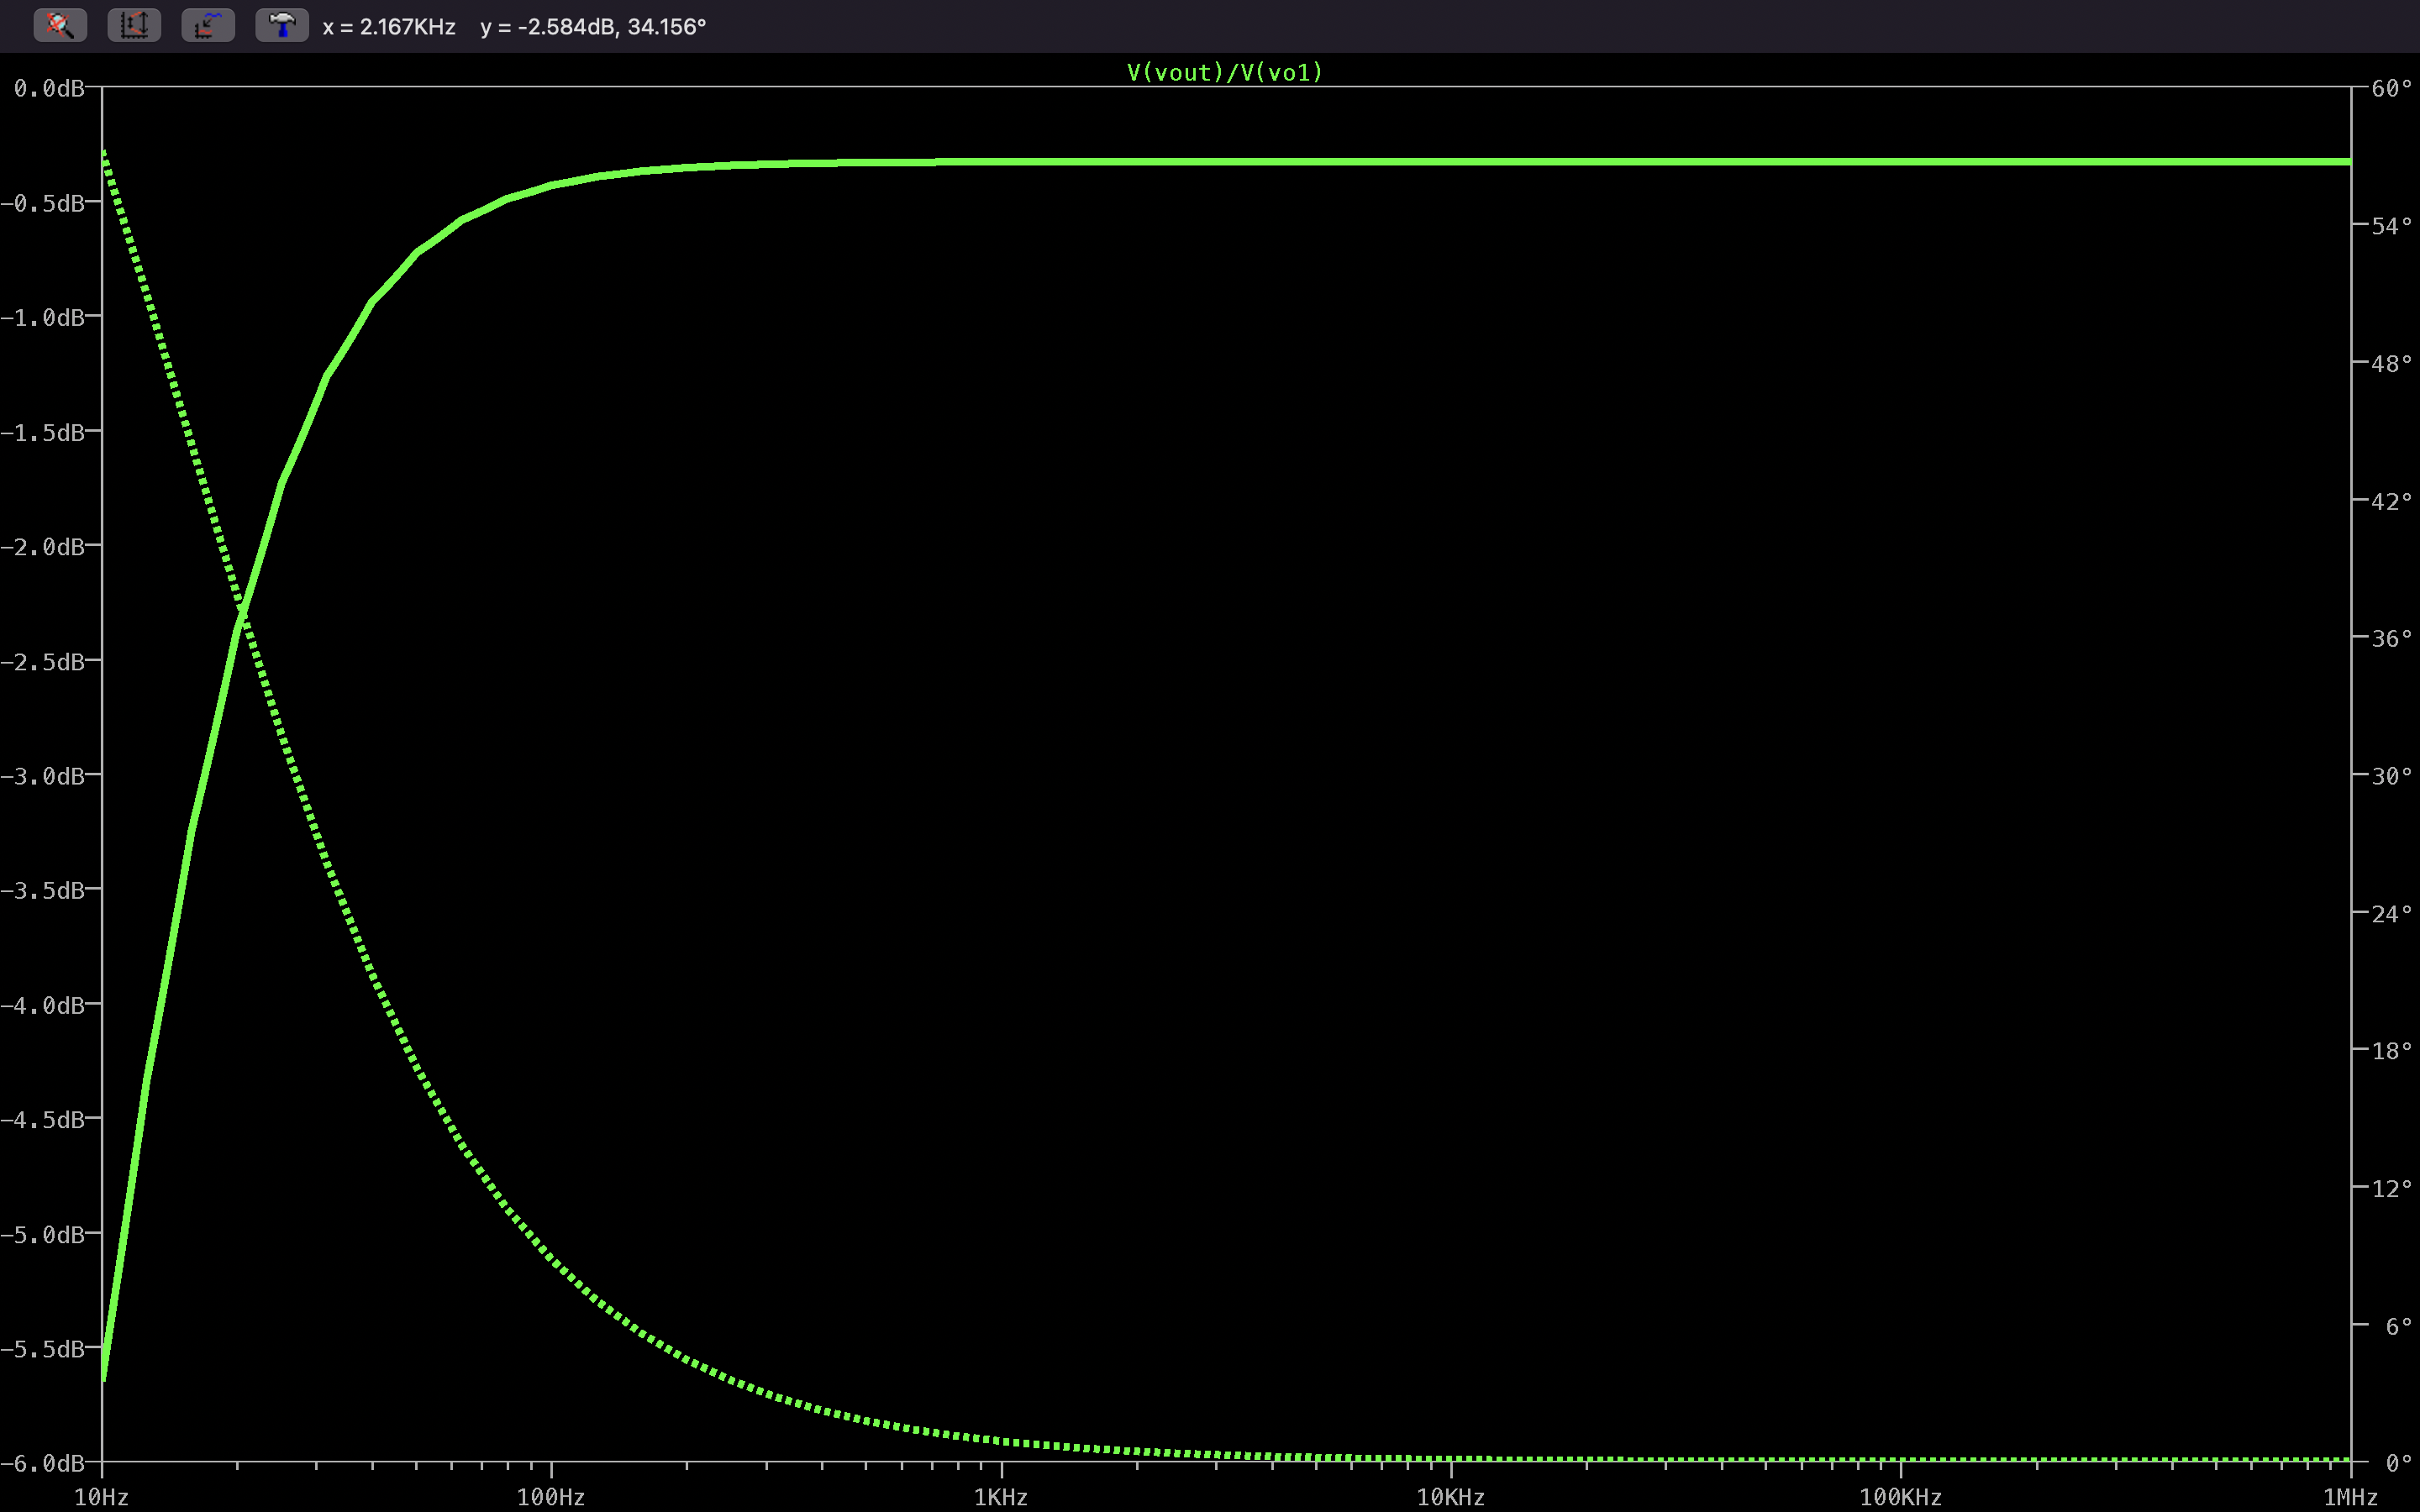 x = 2.167KHz y = -2.584dB, 34.156°
V(vout)/V(vo1)
0.0dB 60°
-0.5dB
54°
-1.0dB
48°
-1.5dB
42°
-2.0dB
36°
-2.5dB
-3.0dB 30°
-3.5dB
24°
-4.0dB
18°
-4.5dB
12°
-5.0dB
6°
-5.5dB
-6.0dB 0°
10Hz 100Hz 1KHz 10KHz 100KHz 1MHz